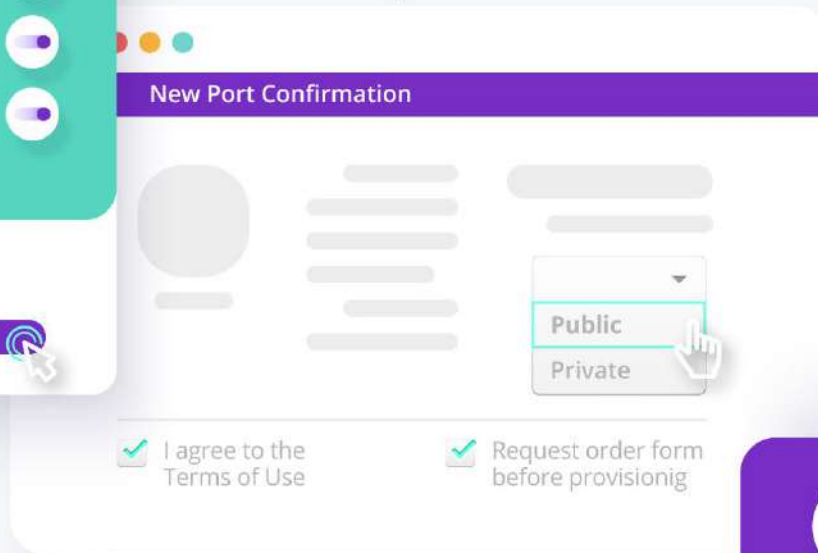 New Port Confirmation
Public
Private
I agree to the
Terms of Use
Request order form
before provisionig